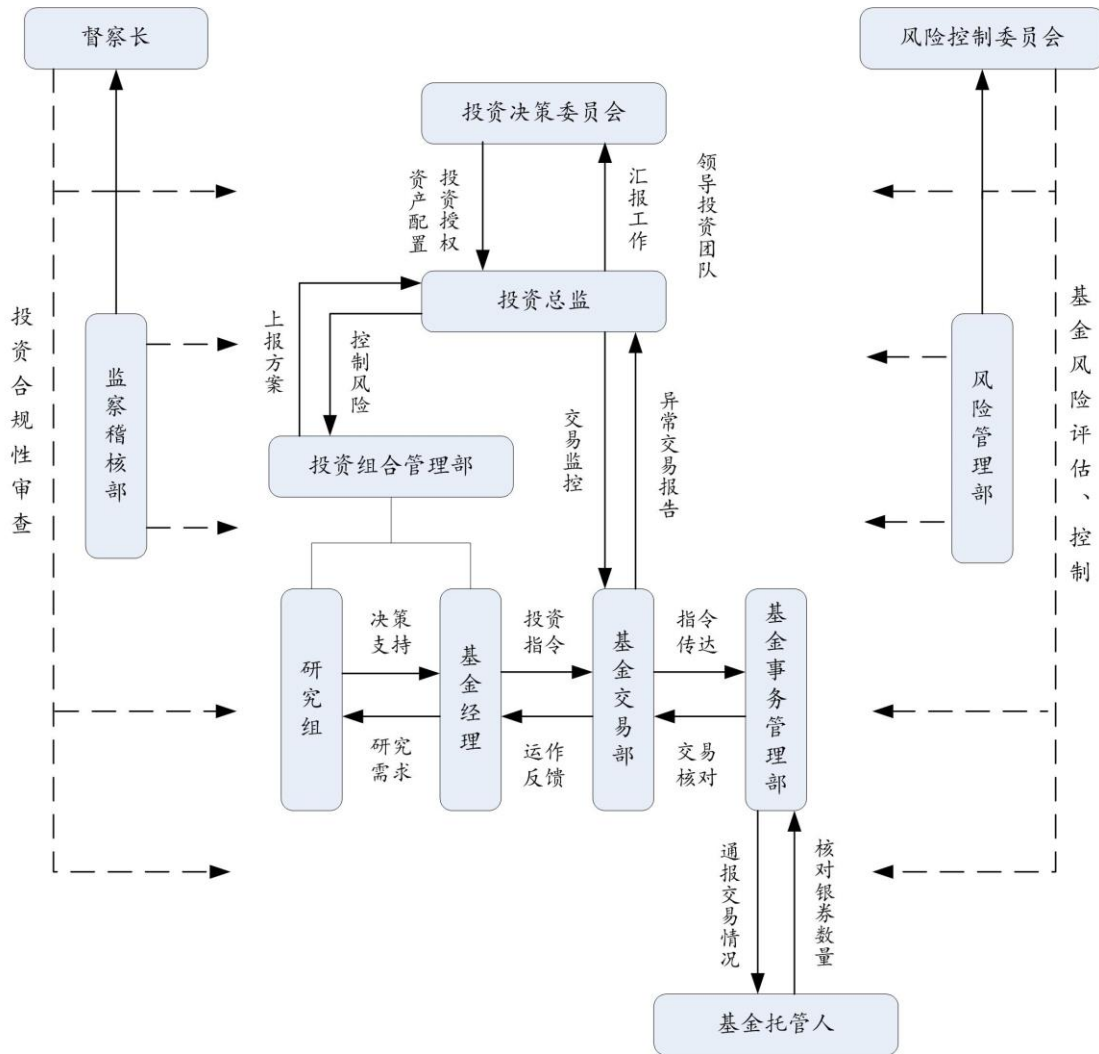 督察长
风险控制委员会
投资决策委员会
投资授权
资产配置
汇报工作
领导投资团队
投资总监
投资合规性审查
监察稽核部
上报方案
控制风险
交易监控
异常交易报告
风险管理部
基金风险评估、控制
投资组合管理部
研究组
决策
支持
研究
需求
基金经理
投资
指令
运作
反馈
基金交易部
指令
传达
交易
核对
基金事务管理部
通报交易情况
核对银券数量
基金托管人